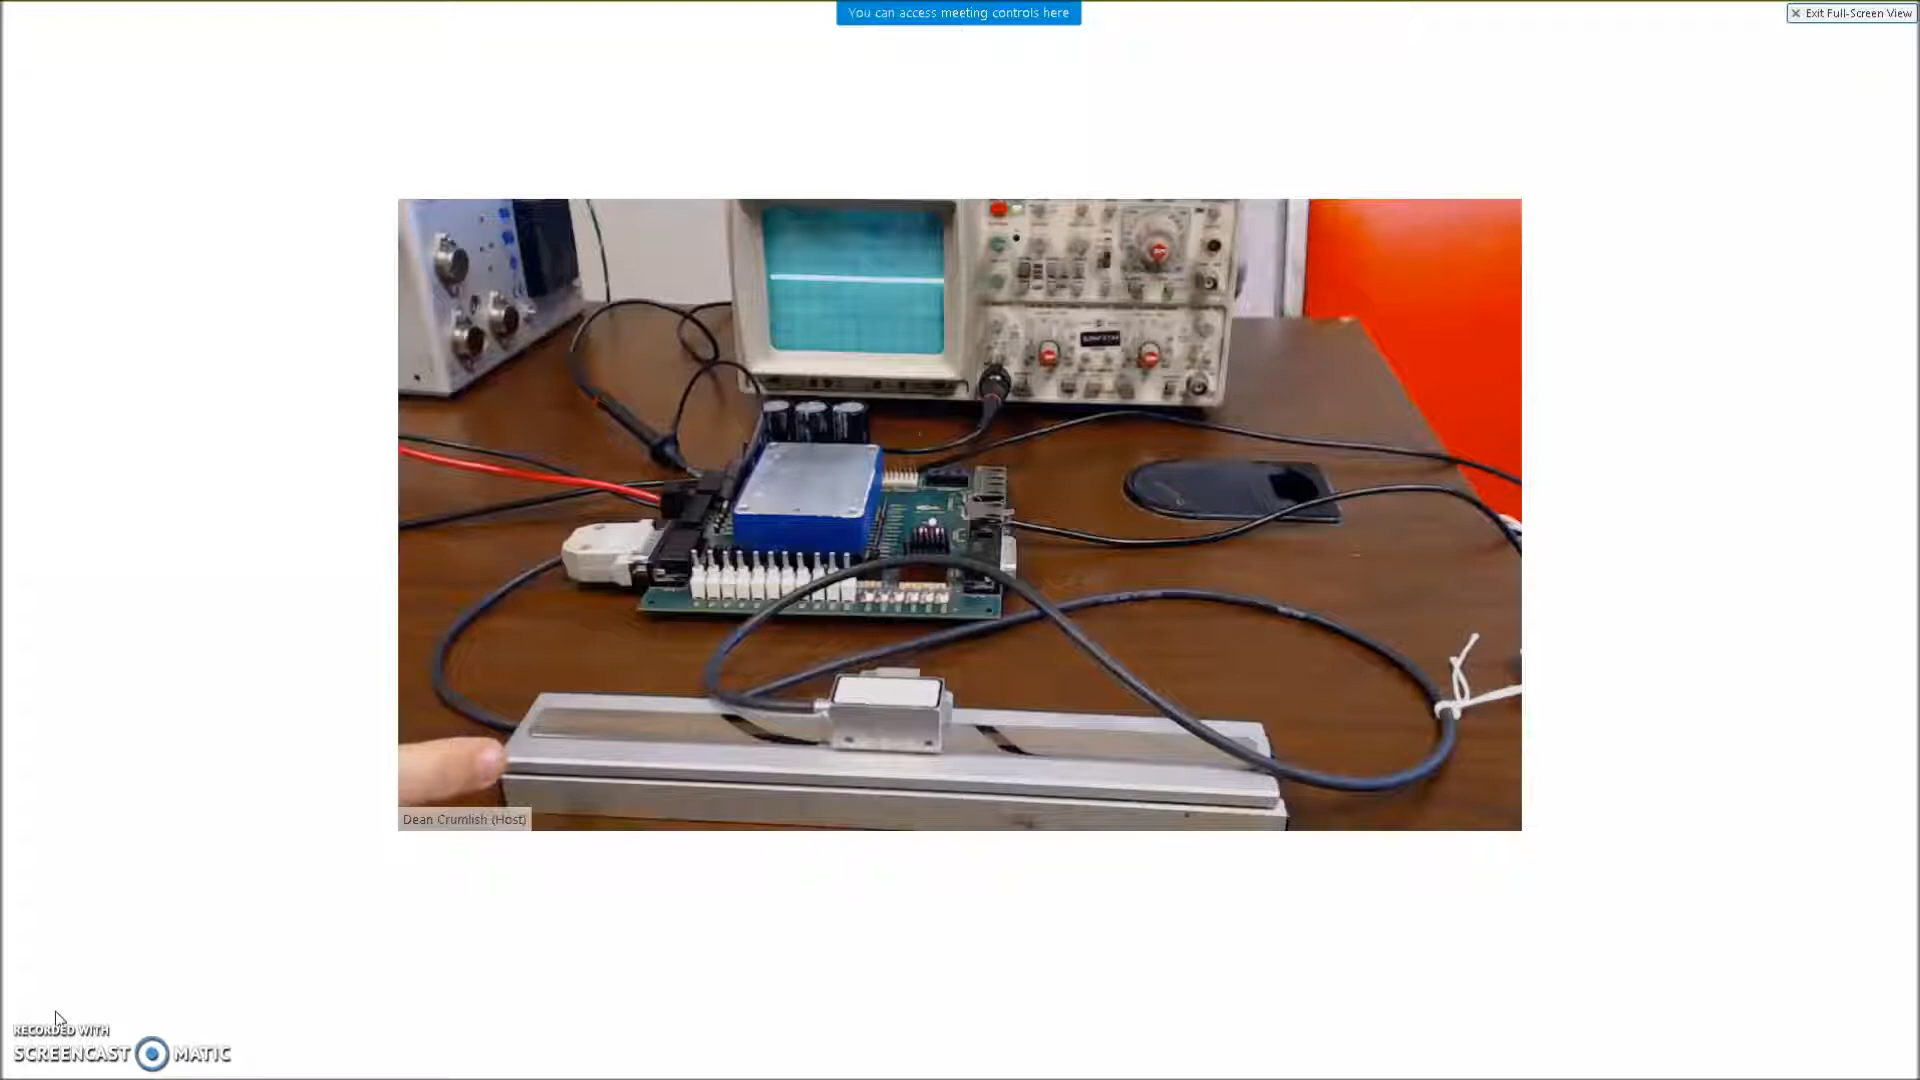 You can access meeting controls here
Exit Full-Screen View
Dean Crumlish (Host)
RECORDED WITH
SCREENCAST MATIC